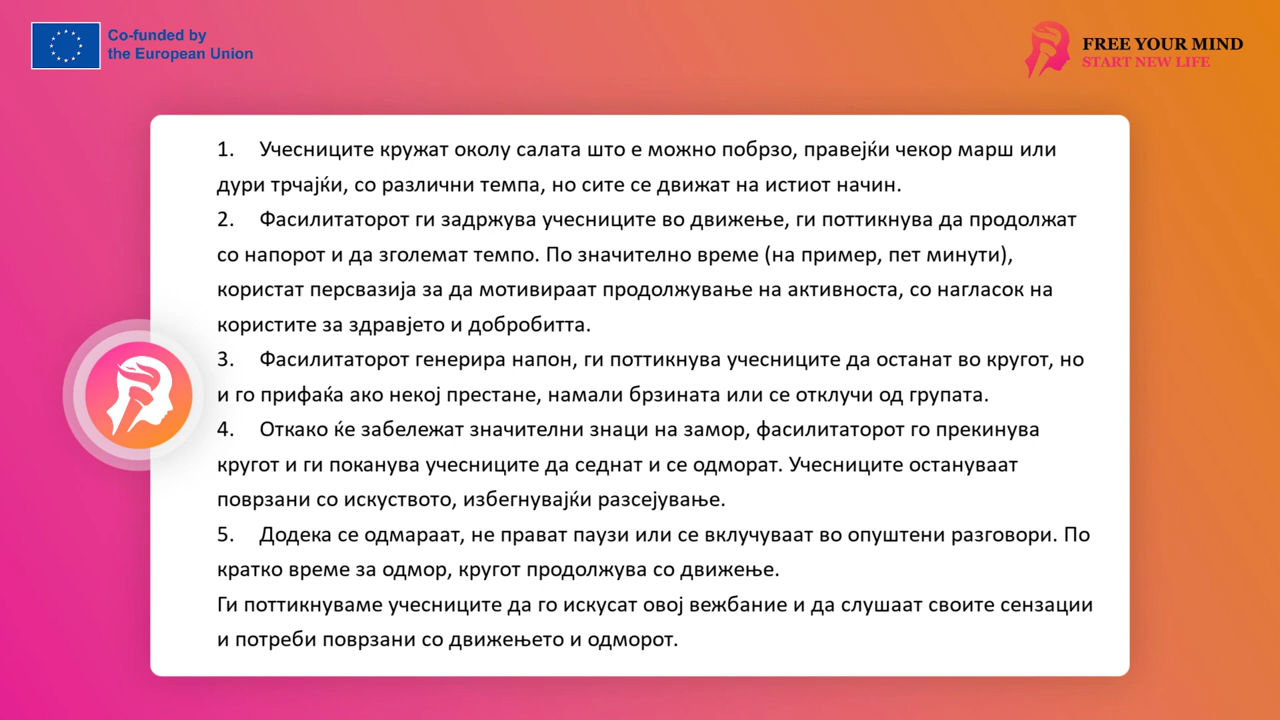 Co-funded by
the European Union
FREE YOUR MIND
START NEW LIFE
1. Учесниците кружат околу салата што е можно побрзо, правејќи чекор марш или
дури трчајќи, со различни темпа, но сите се движат на истиот начин.
2. Фасилитаторот ги задржува учесниците во движење, ги поттикнува да продолжат
со напорот и да зголемат темпо. По значително време (на пример, пет минути),
користат персвазија за да мотивираат продолжување на активноста, со нагласок на
користите за здравјето и добробитта.
3. Фасилитаторот генерира напон, ги поттикнува учесниците да останат во кругот, но
и го прифаќа ако некој престане, намали брзината или се отклучи од групата.
4. Откако ќе забележат значителни знаци на замор, фасилитаторот го прекинува
кругот и ги поканува учесниците да седнат и се одморат. Учесниците остануваат
поврзани со искуството, избегнувајќи разсејување.
5. Додека се одмараат, не прават паузи или се вклучуваат во опуштени разговори. По
кратко време за одмор, кругот продолжува со движење.
Ги поттикнуваме учесниците да го искусат овој вежбание и да слушаат своите сензации
и потреби поврзани со движењето и одморот.